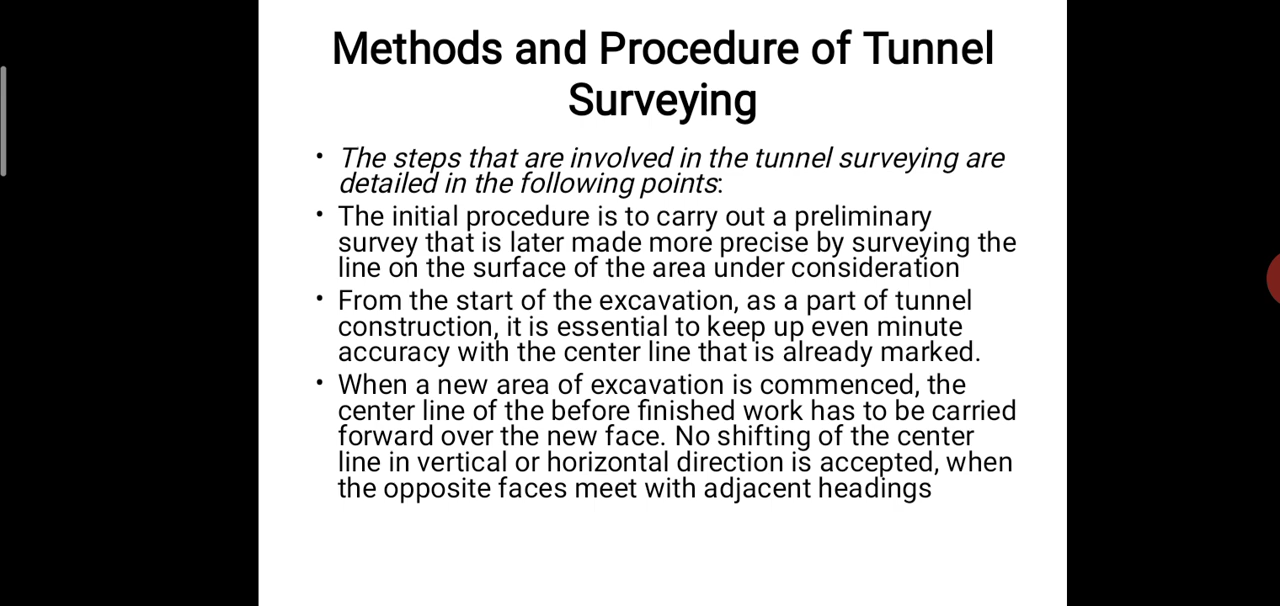 Methods and Procedure of Tunnel
Surveying
• The steps that are involved in the tunnel surveying are
detailed in the following points:
• The initial procedure is to carry out a preliminary
survey that is later made more precise by surveying the
line on the surface of the area under consideration
• From the start of the excavation, as a part of tunnel
construction, it is essential to keep up even minute
accuracy with the center line that is already marked.
• When a new area of excavation is commenced, the
center line of the before finished work has to be carried
forward over the new face. No shifting of the center
line in vertical or horizontal direction is accepted, when
the opposite faces meet with adjacent headings